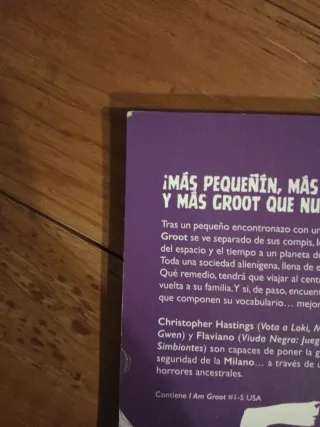 ¡MÁS PEQUEÑÍN, MÁS
Y MÁS GROOT QUE NU
Tras un pequeño encontronazo con un
Groot se ve separado de sus compis, l
del espacio y el tiempo a un planeta de
Toda una sociedad alienígena, llena de e
Qué remedio, tendrá que viajar al centr
vuelta a su familia. Y si, de paso, encuen
que componen su vocabulario... mejor
Christopher Hastings (Voto a Loki, M
Gwen) y Flaviano (Viuda Negra: Jueg
Simbiontes) son capaces de poner la g
seguridad de la Milano... a través de u
horrores ancestrales.
Contiene I Am Groot #1-5 USA